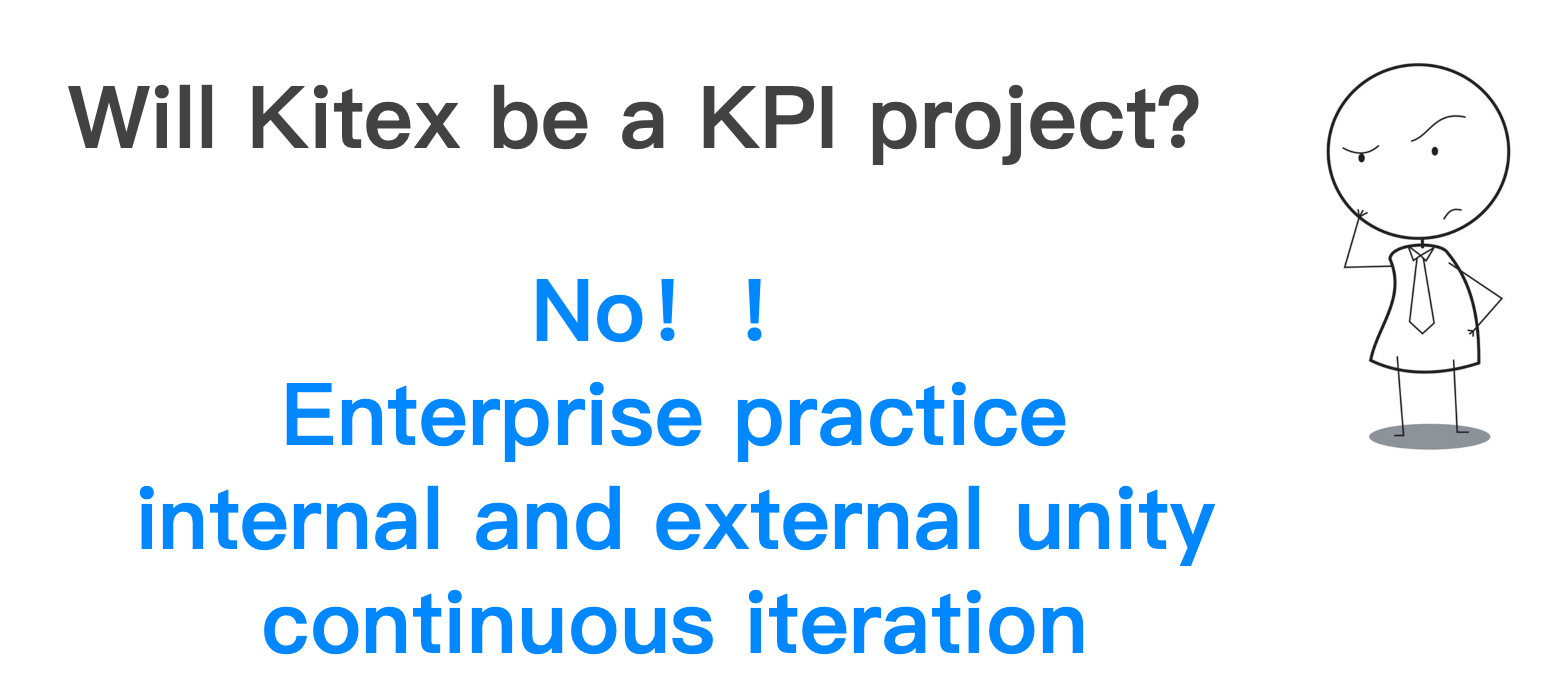 Will Kitex be a KPI project?
No！！
Enterprise practice
internal and external unity
continuous iteration